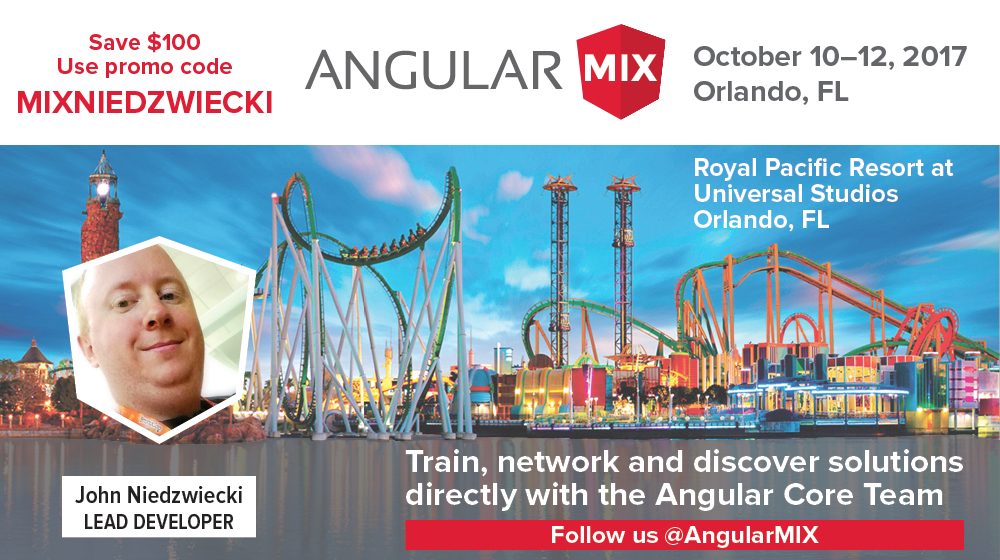 Save $100
Use promo code
MIXNIEDZWIECKI
ANGULAR MIX
October 10–12, 2017
Orlando, FL
Royal Pacific Resort at
Universal Studios
Orlando, FL
John Niedzwiecki
LEAD DEVELOPER
Train, network and discover solutions
directly with the Angular Core Team
Follow us @AngularMIX